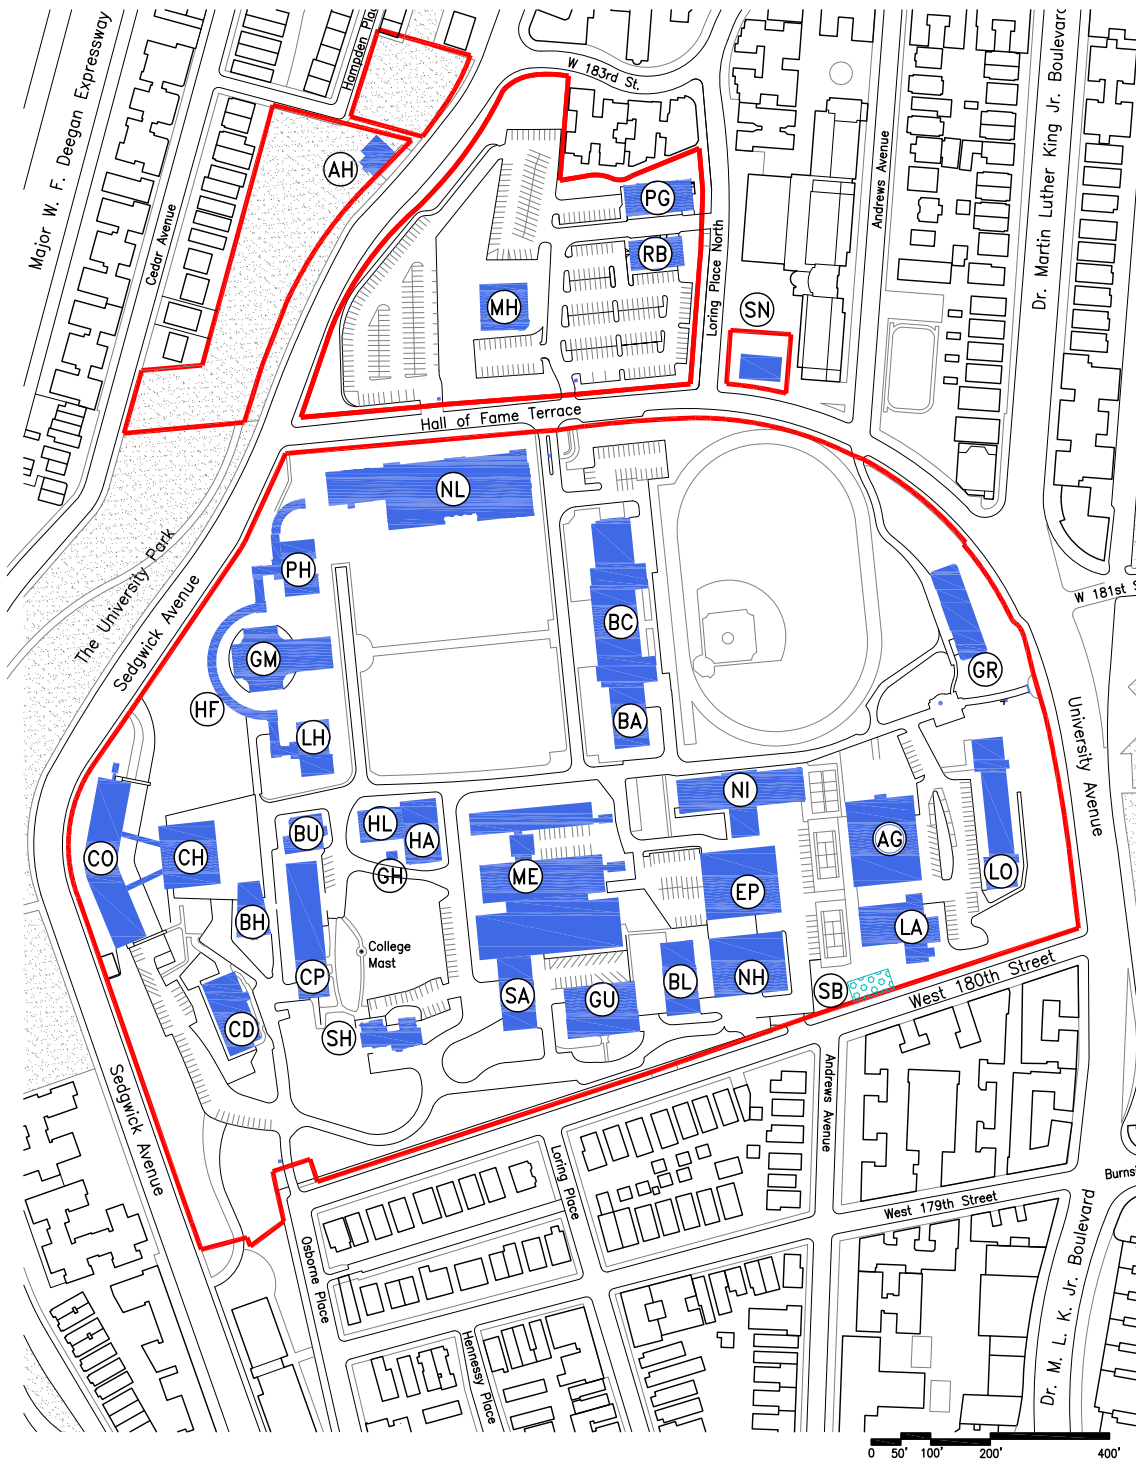 Major W. F. Deegan Expressway
Hampden Plac
W 183rd St.
Dr. Martin Luther King Jr. Boulevard
Andrews Avenue
Cedar Avenue
AH
PG
RB
Loring Place North
MH
SN
Hall of Fame Terrace
NL
The University Park
Sedgwick Avenue
PH
W 181st S
BC
GM
GR
HF
BA
LH
University Avenue
NI
HL
BU
HA
AG
CO
CH
GH
ME
LO
EP
BH
LA
College
Mast
CP
NH
BL
SB
SA
GU
West 180th Street
CD
SH
Sedgwick Avenue
Andrews Avenue
Loring Place
Burns
West 179th Street
Osborne Place
Dr. M. L. K. Jr. Boulevard
Hennessy Place
0 50' 100' 200' 400'